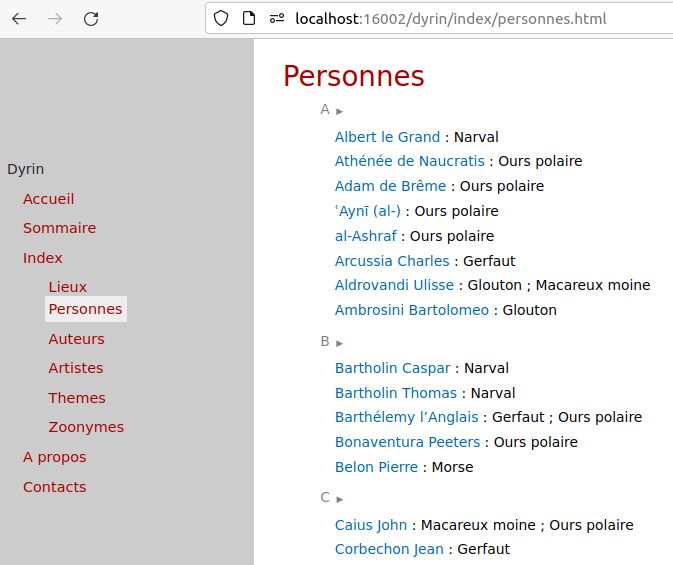 localhost:16002/dyrin/index/personnes.html
Dyrin
Accueil
Sommaire
Index
Lieux
Personnes
Auteurs
Artistes
Themes
Zoonymes
A propos
Contacts
Personnes
A ▸
Albert le Grand : Narval
Athénée de Naucratis : Ours polaire
Adam de Brême : Ours polaire
ʿAynī (al-) : Ours polaire
al-Ashraf : Ours polaire
Arcussia Charles : Gerfaut
Aldrovandi Ulisse : Glouton ; Macareux moine
Ambrosini Bartolomeo : Glouton
B ▸
Bartholin Caspar : Narval
Bartholin Thomas : Narval
Barthélemy l’Anglais : Gerfaut ; Ours polaire
Bonaventura Peeters : Ours polaire
Belon Pierre : Morse
C ▸
Caius John : Macareux moine ; Ours polaire
Corbechon Jean : Gerfaut